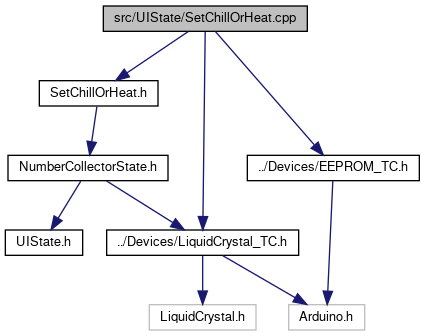 src/UIState/SetChillOrHeat.cpp
SetChillOrHeat.h
NumberCollectorState.h
../Devices/EEPROM_TC.h
UIState.h
../Devices/LiquidCrystal_TC.h
LiquidCrystal.h
Arduino.h